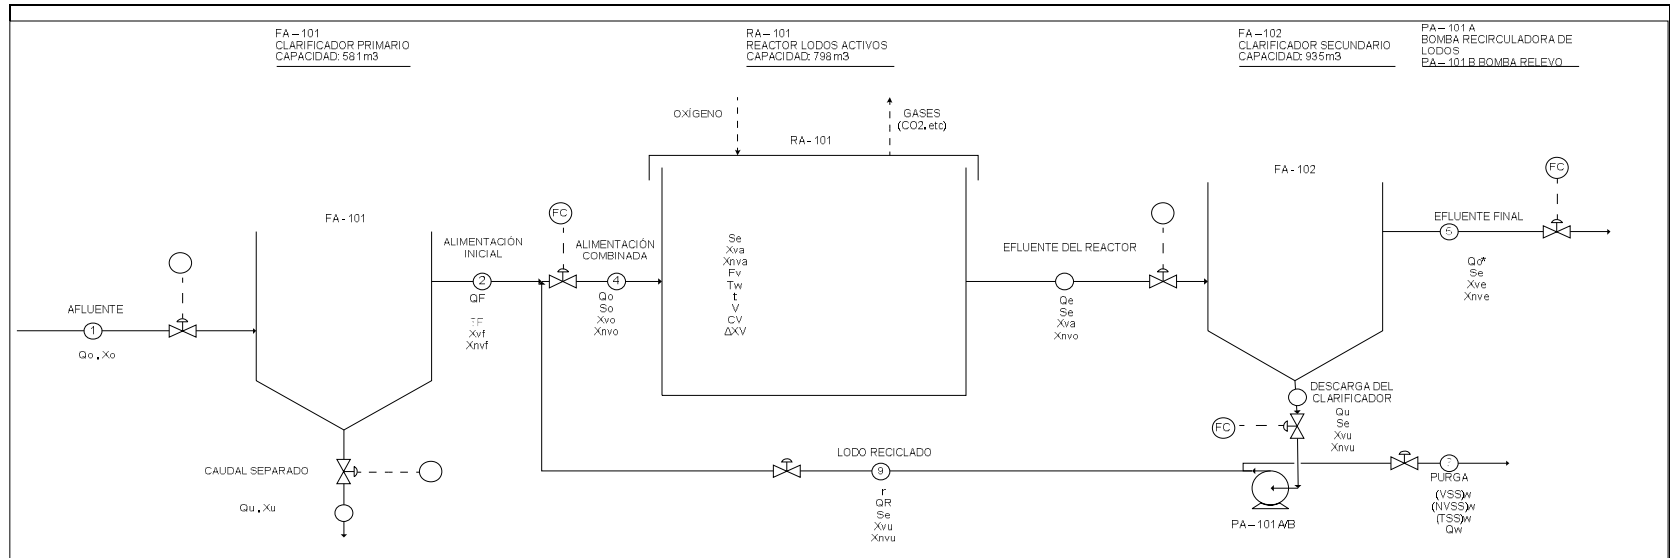 FA-101
CLARIFICADOR PRIMARIO
CAPACIDAD: 581m3
RA-101
REACTOR LODOS ACTIVOS
CAPACIDAD: 798m3
FA-102
CLARIFICADOR SECUNDARIO
CAPACIDAD: 935m3
PA-101 A
BOMBA RECIRCULADORA DE
LODOS
PA-101 B BOMBA RELEVO
OXÍGENO
GASES
(CO2, etc)
RA-101
FA-101
FA-102
FC
FC
AFLUENTE
1
Qo, Xo
ALIMENTACIÓN
INICIAL
2
QF
Xvf
Xnvf
ALIMENTACIÓN
COMBINADA
4
Qo
So
Xvo
Xnvo
Se
Xva
Xnva
Fv
Tw
t
V
CV
ΔXV
EFLUENTE DEL REACTOR
Qe
Se
Xva
Xnvo
EFLUENTE FINAL
5
Qo*
Se
Xve
Xnve
DESCARGA DEL
CLARIFICADOR
Qu
Se
Xvu
Xnvu
FC
CAUDAL SEPARADO
Qu, Xu
LODO RECICLADO
9
r
QR
Se
Xvu
Xnvu
PA-101 A/B
PURGA
(VSS)w
(NVSS)w
(TSS)w
Qw